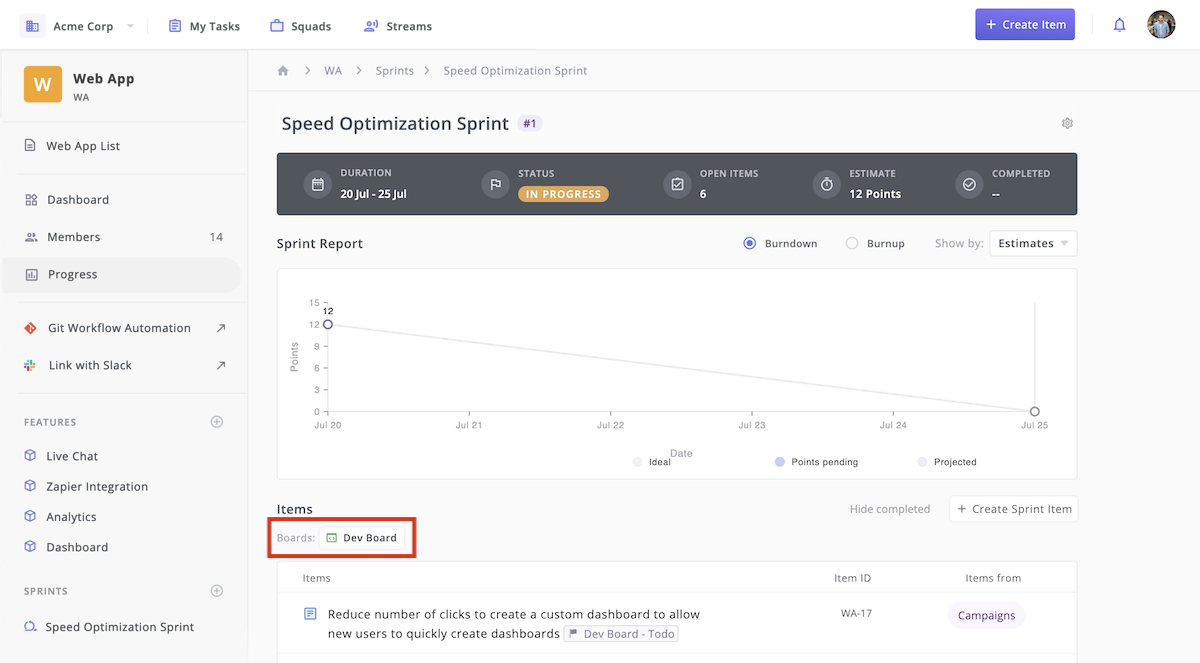 Acme Corp
My Tasks
Squads
Streams
+ Create Item
W
Web App
WA
WA
Sprints
Speed Optimization Sprint
Web App List
Dashboard
Members 14
Progress
Git Workflow Automation
Link with Slack
FEATURES
Live Chat
Zapier Integration
Analytics
Dashboard
SPRINTS
Speed Optimization Sprint
Speed Optimization Sprint #1
DURATION
20 Jul - 25 Jul
STATUS
IN PROGRESS
OPEN ITEMS
6
ESTIMATE
12 Points
COMPLETED
--
Sprint Report
Burndown
Burnup
Show by: Estimates
15
12
12
9
6
3
0
Points
Jul 20
Jul 21
Jul 22
Jul 23
Jul 24
Jul 25
Date
Ideal
Points pending
Projected
Items
Hide completed
+ Create Sprint Item
Boards: Dev Board
Items
Item ID
Items from
Reduce number of clicks to create a custom dashboard to allow
new users to quickly create dashboards Dev Board - Todo
WA-17
Campaigns